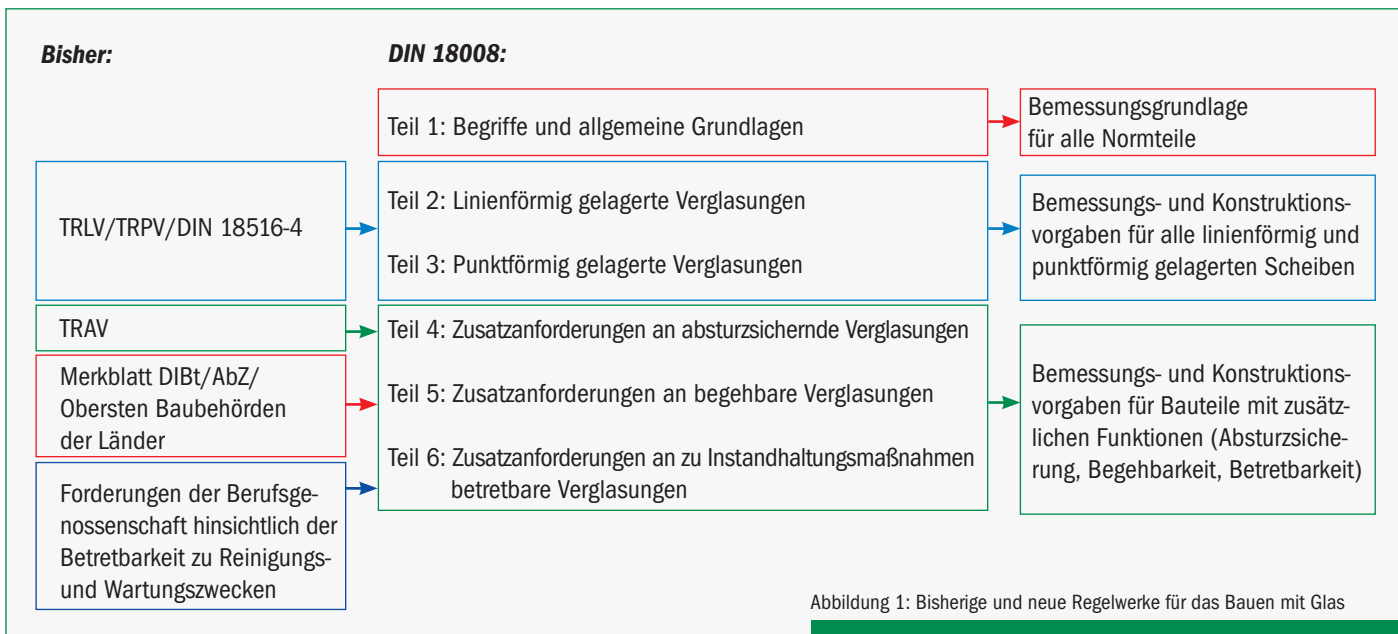 Bisher:
DIN 18008:
Teil 1: Begriffe und allgemeine Grundlagen
Bemessungsgrundlage
für alle Normteile
TRLV/TRPV/DIN 18516-4
Teil 2: Linienförmig gelagerte Verglasungen
Teil 3: Punktförmig gelagerte Verglasungen
Bemessungs- und Konstruktions-
vorgaben für alle linienförmig und
punktförmig gelagerten Scheiben
TRAV
Merkblatt DIBt/AbZ/
Obersten Baubehörden
der Länder
Forderungen der Berufsge-
nossenschaft hinsichtlich der
Betretbarkeit zu Reinigungs-
und Wartungszwecken
Teil 4: Zusatzanforderungen an absturzsichernde Verglasungen
Teil 5: Zusatzanforderungen an begehbare Verglasungen
Teil 6: Zusatzanforderungen an zu Instandhaltungsmaßnahmen
betretbare Verglasungen
Bemessungs- und Konstruktions-
vorgaben für Bauteile mit zusätz-
lichen Funktionen (Absturzsiche-
rung, Begehbarkeit, Betretbarkeit)
Abbildung 1: Bisherige und neue Regelwerke für das Bauen mit Glas